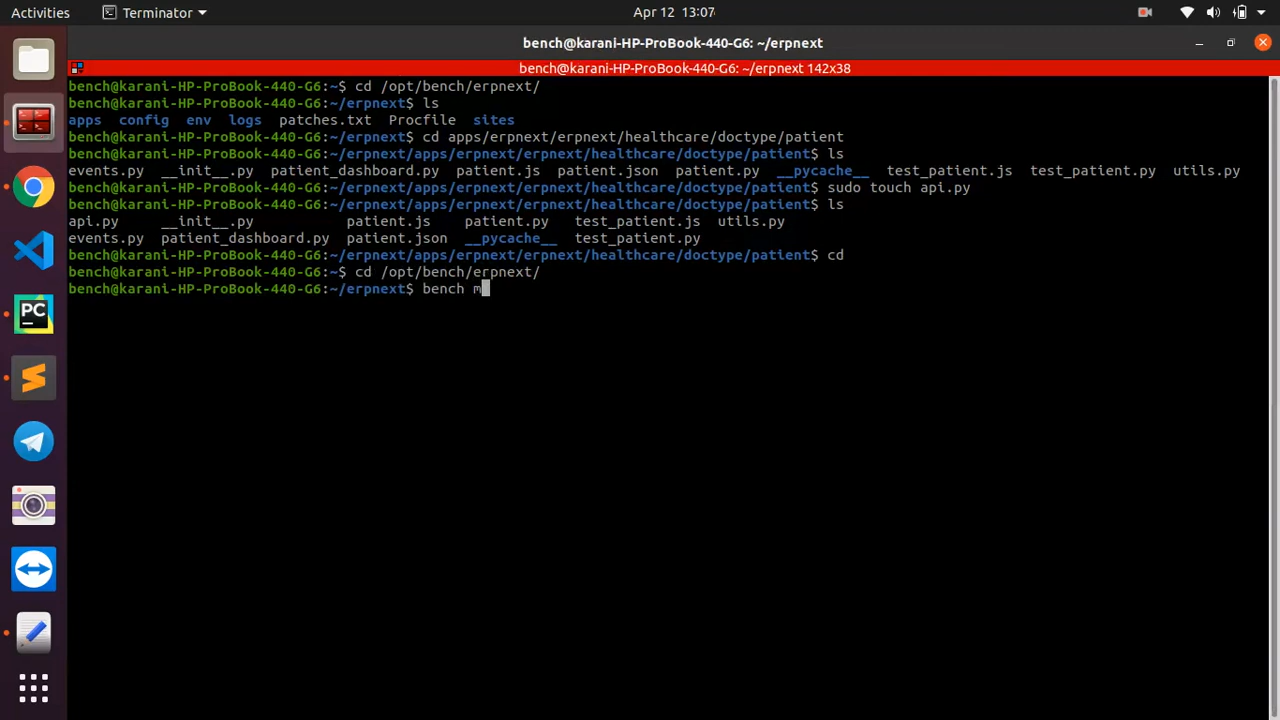 Activities Terminator Apr 12 13:07
bench@karani-HP-ProBook-440-G6: ~/erpnext
bench@karani-HP-ProBook-440-G6: ~/erpnext 142x38
bench@karani-HP-ProBook-440-G6:~$ cd /opt/bench/erpnext/
bench@karani-HP-ProBook-440-G6:~/erpnext$ ls
apps config env logs patches.txt Procfile sites
bench@karani-HP-ProBook-440-G6:~/erpnext$ cd apps/erpnext/erpnext/healthcare/doctype/patient
bench@karani-HP-ProBook-440-G6:~/erpnext/apps/erpnext/erpnext/healthcare/doctype/patient$ ls
events.py __init__.py patient_dashboard.py patient.js patient.json patient.py __pycache__ test_patient.js test_patient.py utils.py
bench@karani-HP-ProBook-440-G6:~/erpnext/apps/erpnext/erpnext/healthcare/doctype/patient$ sudo touch api.py
bench@karani-HP-ProBook-440-G6:~/erpnext/apps/erpnext/erpnext/healthcare/doctype/patient$ ls
api.py __init__.py patient.js patient.py test_patient.js utils.py
events.py patient_dashboard.py patient.json __pycache__ test_patient.py
bench@karani-HP-ProBook-440-G6:~/erpnext/apps/erpnext/erpnext/healthcare/doctype/patient$ cd
bench@karani-HP-ProBook-440-G6:~$ cd /opt/bench/erpnext/
bench@karani-HP-ProBook-440-G6:~/erpnext$ bench m
PC